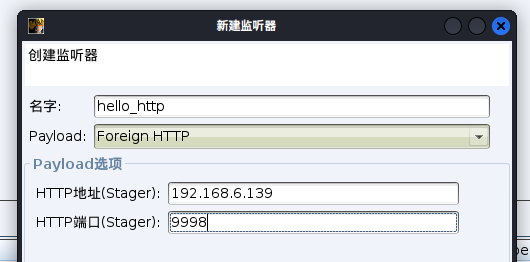 新建监听器
创建监听器
名字: hello_http
Payload: Foreign HTTP
Payload选项
HTTP地址(Stager): 192.168.6.139
HTTP端口(Stager): 9998